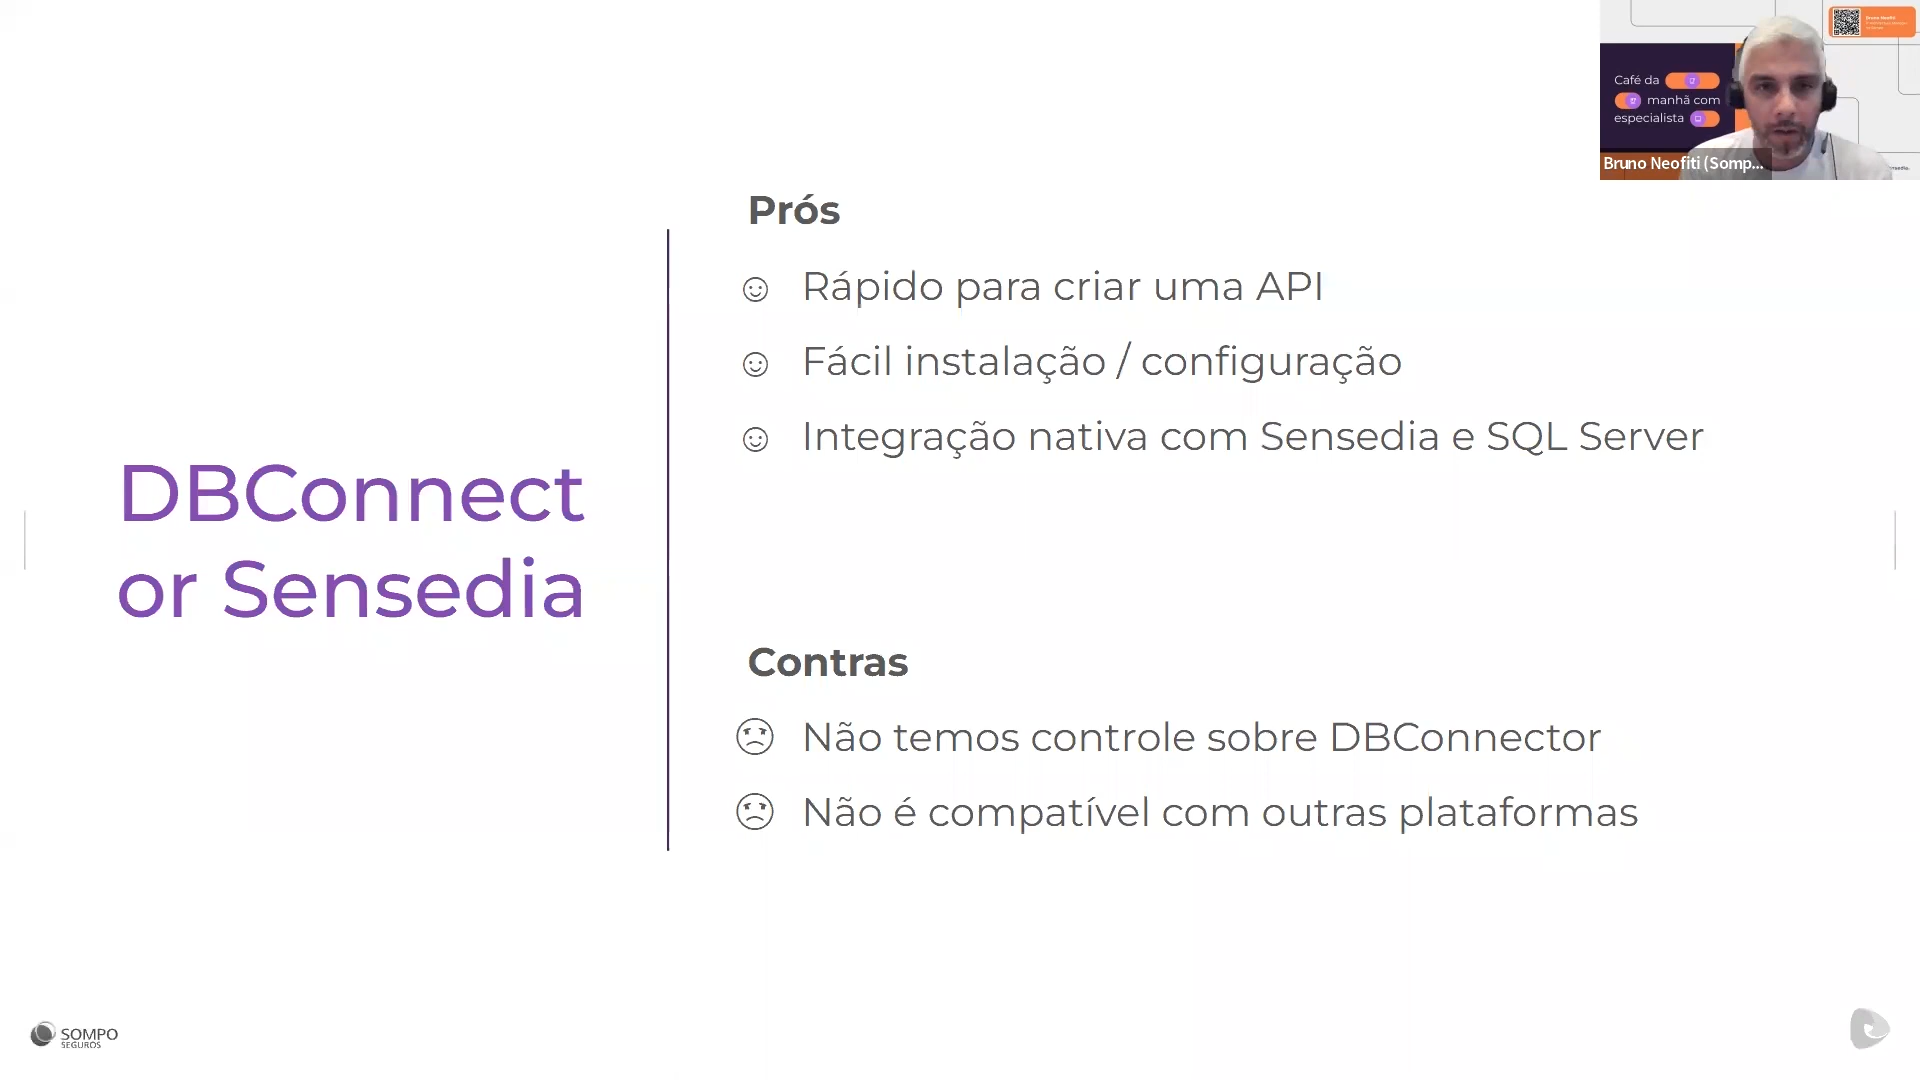 Café da
manhã com
especialista
Bruno Neofiti (Somp...
DBConnect
or Sensedia
Prós
Rápido para criar uma API
Fácil instalação / configuração
Integração nativa com Sensedia e SQL Server
Contras
Não temos controle sobre DBConnector
Não é compatível com outras plataformas
SOMPO
SEGUROS